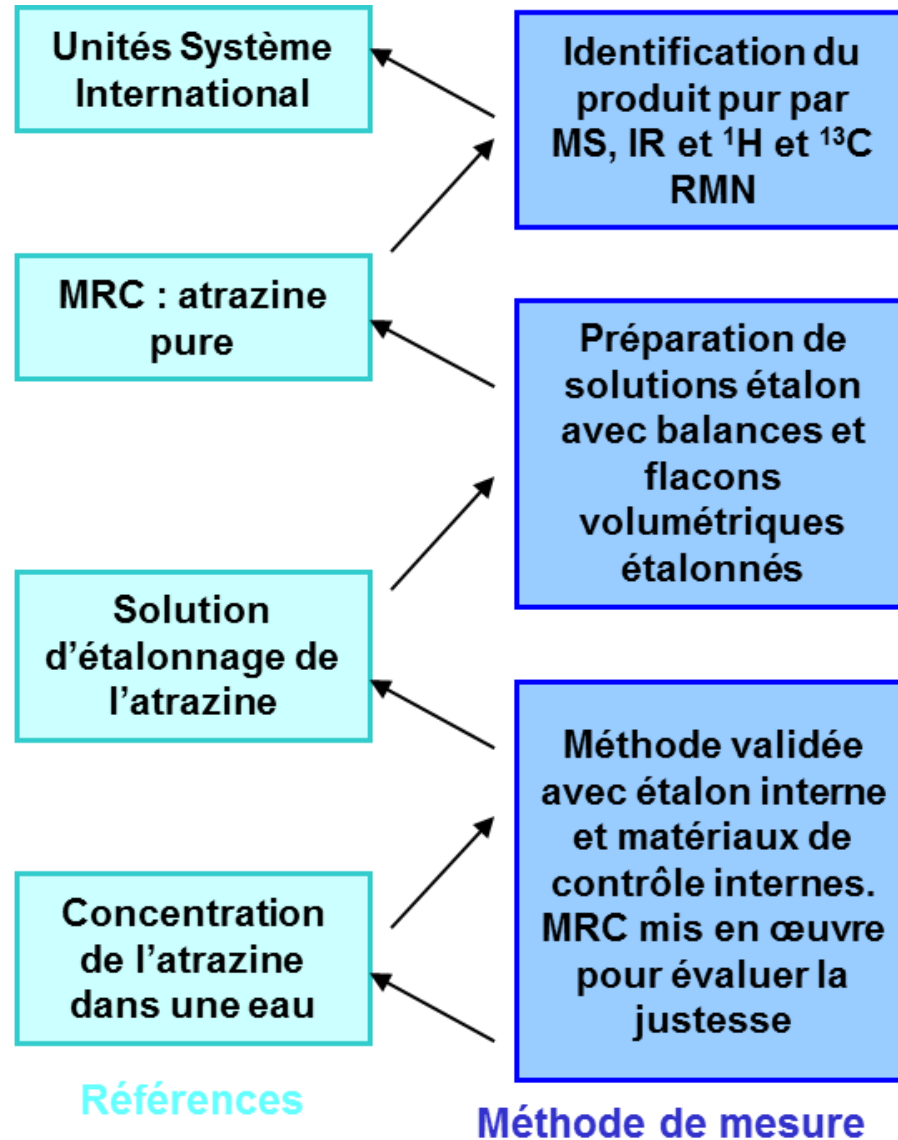 Unités Système
International
Identification du
produit pur par
MS, IR et ¹H et ¹³C
RMN
MRC : atrazine
pure
Préparation de
solutions étalon
avec balances et
flacons
volumétriques
étalonnés
Solution
d'étalonnage de
l'atrazine
Méthode validée
avec étalon interne
et matériaux de
contrôle internes.
MRC mis en œuvre
pour évaluer la
justesse
Concentration
de l'atrazine
dans une eau
Références
Méthode de mesure